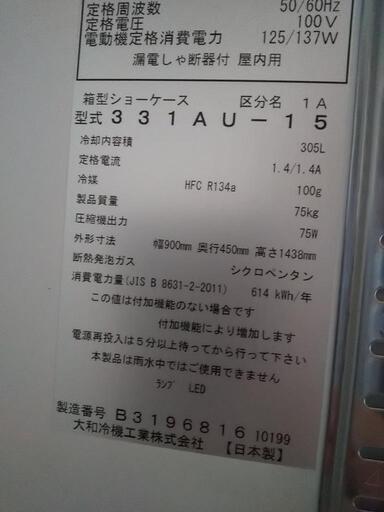 定格周波数 50/60Hz
定格電圧 100V
電動機定格消費電力 125/137W
漏電しゃ断器付 屋内用
箱型ショーケース 区分名 1A
型式 331AU-15
冷却内容積 305L
定格電流 1.4/1.4A
冷媒 HFC R134a 100g
製品質量 75kg
圧縮機出力 75W
外形寸法 幅900mm 奥行450mm 高さ1438mm
断熱発泡ガス シクロペンタン
消費電力量(JIS B 8631-2-2011) 614 kWh/年
この値は付加機能のない場合です
付加機能により増加します
電源再投入は5分以上待ってから行って下さい
本製品は雨水中ではご使用できません
ランプ LED
製造番号 B3196816 10199
大和冷機工業株式会社 【日本製】